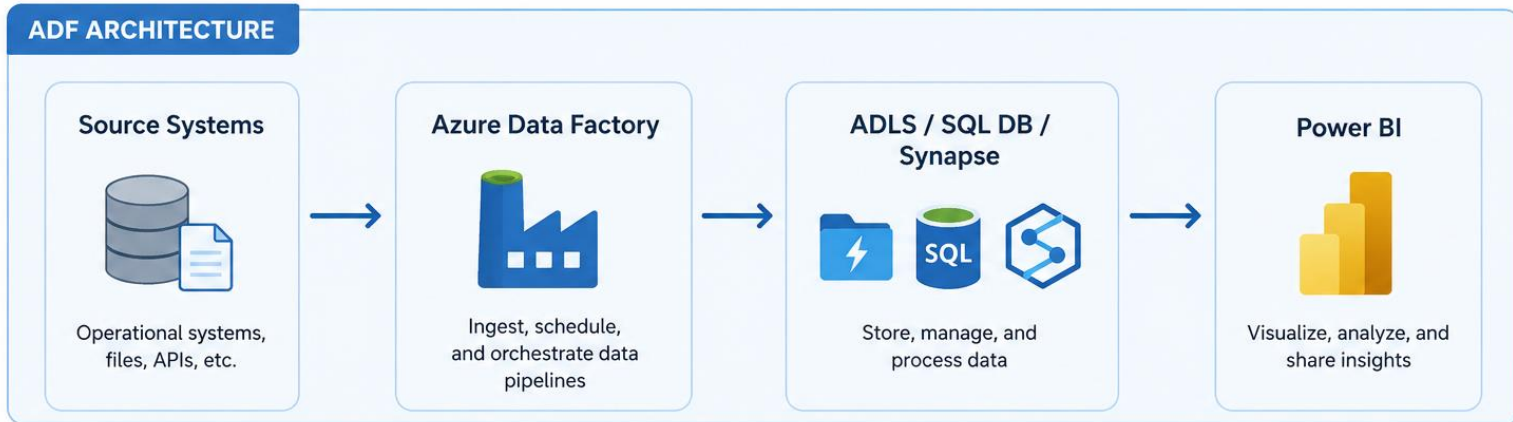 ADF ARCHITECTURE
Source Systems
Operational systems,
files, APIs, etc.
Azure Data Factory
Ingest, schedule,
and orchestrate data
pipelines
ADLS / SQL DB /
Synapse
SQL
Store, manage, and
process data
Power BI
Visualize, analyze, and
share insights